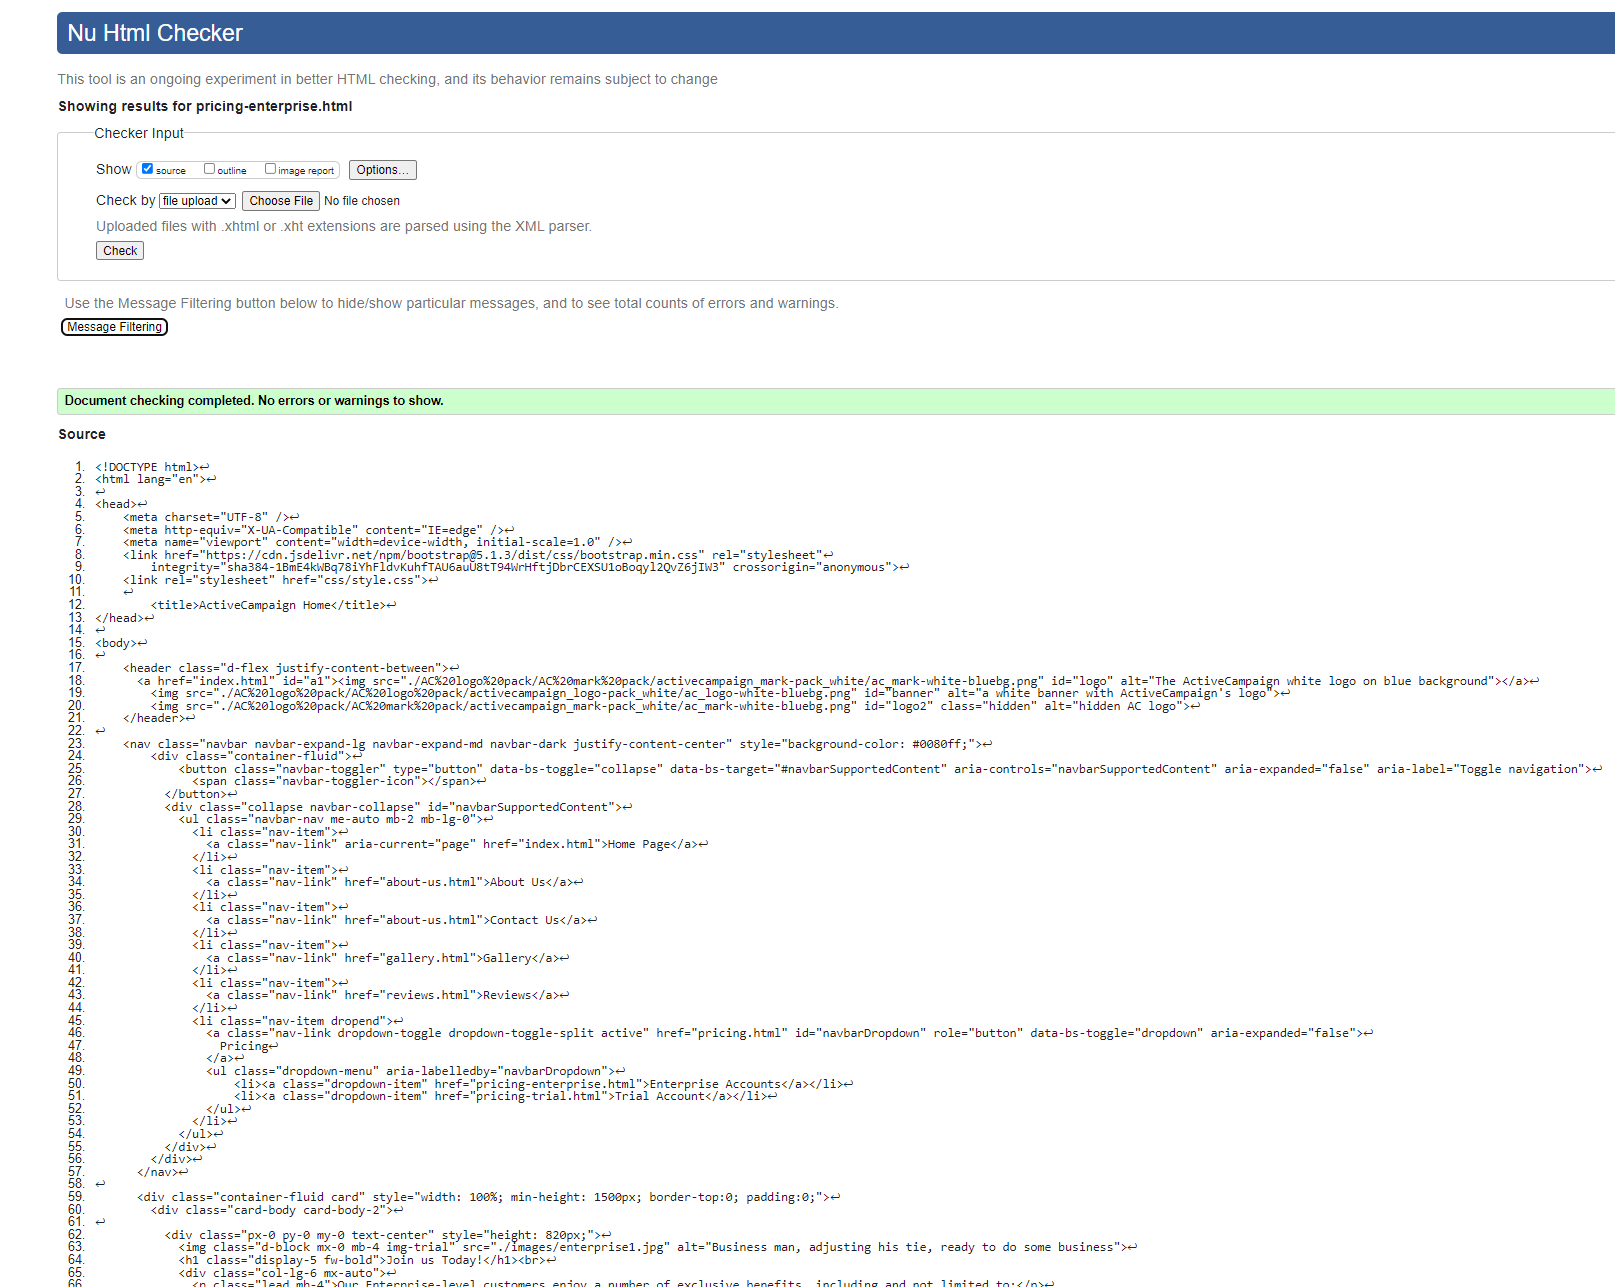 Nu Html Checker
This tool is an ongoing experiment in better HTML checking, and its behavior remains subject to change
Showing results for pricing-enterprise.html
Checker Input
Show source outline image report Options...
Check by file upload Choose File No file chosen
Uploaded files with .xhtml or .xht extensions are parsed using the XML parser.
Check
Use the Message Filtering button below to hide/show particular messages, and to see total counts of errors and warnings.
Message Filtering
Document checking completed. No errors or warnings to show.
Source
1. <!DOCTYPE html>↩
2. <html lang="en">↩
3. ↩
4. <head>↩
5. <meta charset="UTF-8" />↩
6. <meta http-equiv="X-UA-Compatible" content="IE=edge" />↩
7. <meta name="viewport" content="width=device-width, initial-scale=1.0" />↩
8. <link href="https://cdn.jsdelivr.net/npm/bootstrap@5.1.3/dist/css/bootstrap.min.css" rel="stylesheet"↩
9. integrity="sha384-1BmE4kWBq78iYhFldvKuhfTAU6auU8tT94WrHftjDbrCEXSU1oBoqyl2QvZ6jIW3" crossorigin="anonymous">↩
10. <link rel="stylesheet" href="css/style.css">↩
11. ↩
12. <title>ActiveCampaign Home</title>↩
13. </head>↩
14. ↩
15. <body>↩
16. ↩
17. <header class="d-flex justify-content-between">↩
18. <a href="index.html" id="a1"><img src="./AC%20logo%20pack/AC%20mark%20pack/activecampaign_mark-pack_white/ac_mark-white-bluebg.png" id="logo" alt="The ActiveCampaign white logo on blue background"></a>↩
19. <img src="./AC%20logo%20pack/AC%20logo%20pack/activecampaign_logo-pack_white/ac_logo-white-bluebg.png" id="banner" alt="a white banner with ActiveCampaign's logo">↩
20. <img src="./AC%20logo%20pack/AC%20mark%20pack/activecampaign_mark-pack_white/ac_mark-white-bluebg.png" id="logo2" class="hidden" alt="hidden AC logo">↩
21. </header>↩
22. ↩
23. <nav class="navbar navbar-expand-lg navbar-expand-md navbar-dark justify-content-center" style="background-color: #0080ff;">↩
24. <div class="container-fluid">↩
25. <button class="navbar-toggler" type="button" data-bs-toggle="collapse" data-bs-target="#navbarSupportedContent" aria-controls="navbarSupportedContent" aria-expanded="false" aria-label="Toggle navigation">↩
26. <span class="navbar-toggler-icon"></span>↩
27. </button>↩
28. <div class="collapse navbar-collapse" id="navbarSupportedContent">↩
29. <ul class="navbar-nav me-auto mb-2 mb-lg-0">↩
30. <li class="nav-item">↩
31. <a class="nav-link" aria-current="page" href="index.html">Home Page</a>↩
32. </li>↩
33. <li class="nav-item">↩
34. <a class="nav-link" href="about-us.html">About Us</a>↩
35. </li>↩
36. <li class="nav-item">↩
37. <a class="nav-link" href="about-us.html">Contact Us</a>↩
38. </li>↩
39. <li class="nav-item">↩
40. <a class="nav-link" href="gallery.html">Gallery</a>↩
41. </li>↩
42. <li class="nav-item">↩
43. <a class="nav-link" href="reviews.html">Reviews</a>↩
44. </li>↩
45. <li class="nav-item dropend">↩
46. <a class="nav-link dropdown-toggle dropdown-toggle-split active" href="pricing.html" id="navbarDropdown" role="button" data-bs-toggle="dropdown" aria-expanded="false">↩
47. Pricing↩
48. </a>↩
49. <ul class="dropdown-menu" aria-labelledby="navbarDropdown">↩
50. <li><a class="dropdown-item" href="pricing-enterprise.html">Enterprise Accounts</a></li>↩
51. <li><a class="dropdown-item" href="pricing-trial.html">Trial Account</a></li>↩
52. </ul>↩
53. </li>↩
54. </ul>↩
55. </div>↩
56. </div>↩
57. </nav>↩
58. ↩
59. <div class="container-fluid card" style="width: 100%; min-height: 1500px; border-top:0; padding:0;">↩
60. <div class="card-body card-body-2">↩
61. ↩
62. <div class="px-0 py-0 my-0 text-center" style="height: 820px;">↩
63. <img class="d-block mx-0 mb-4 img-trial" src="./images/enterprise1.jpg" alt="Business man, adjusting his tie, ready to do some business">↩
64. <h1 class="display-5 fw-bold">Join us Today!</h1><br>↩
65. <div class="col-lg-6 mx-auto">↩
66. <p class="lead mb-4">Our Enterprise-level customers enjoy a number of exclusive benefits, including and not limited to:</p>↩